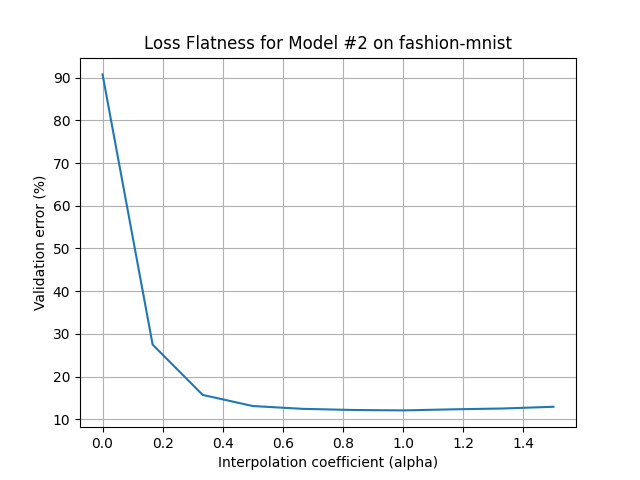 Loss Flatness for Model #2 on fashion-mnist
Validation error (%)
90
80
70
60
50
40
30
20
10
0.0 0.2 0.4 0.6 0.8 1.0 1.2 1.4
Interpolation coefficient (alpha)